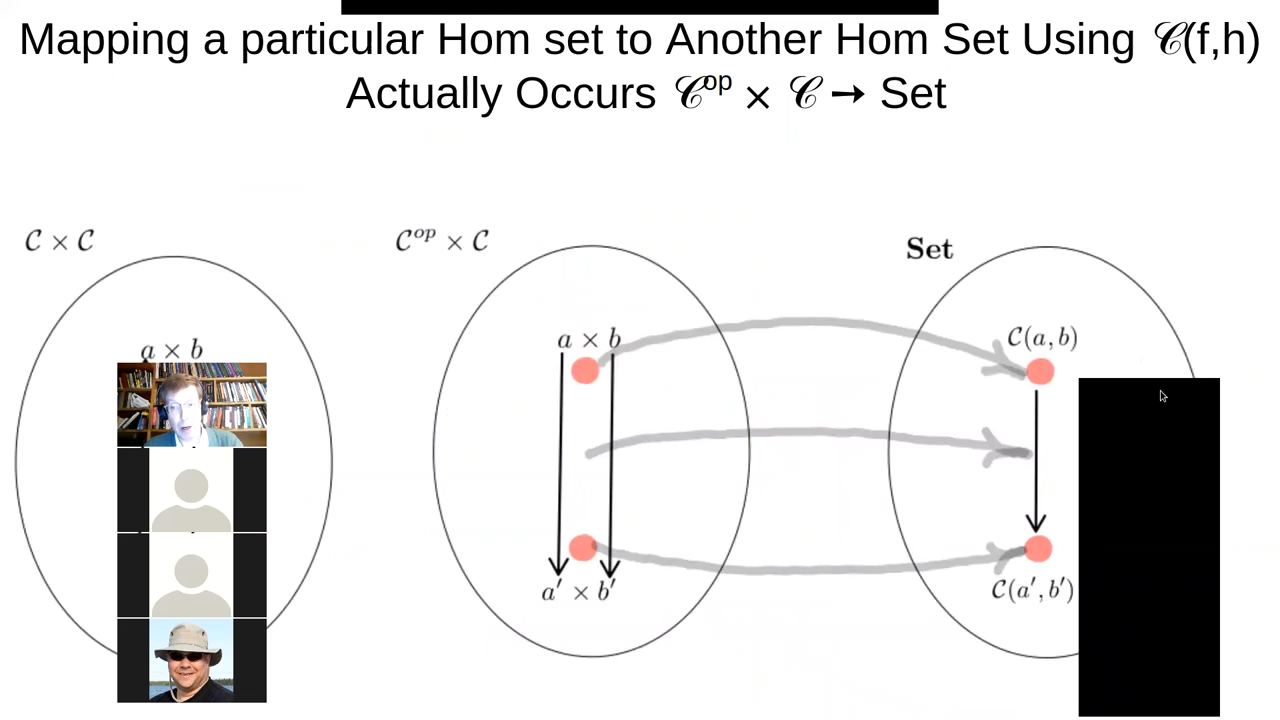 Mapping a particular Hom set to Another Hom Set Using 𝒞(f,h)
Actually Occurs 𝒞ᵒᵖ × 𝒞 → Set
𝒞 × 𝒞
𝒞ᵒᵖ × 𝒞
Set
a × b
a × b
𝒞(a, b)
a′ × b′
𝒞(a′, b′)